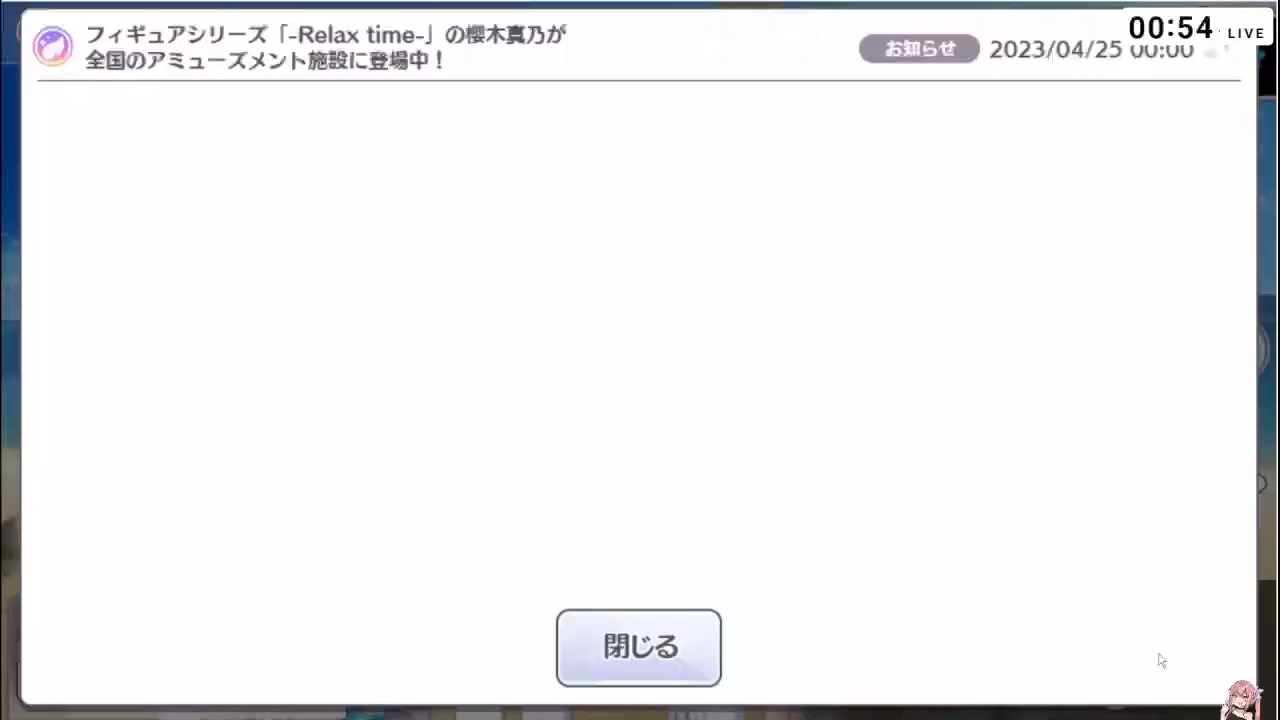 フィギュアシリーズ「-Relax time-」の櫻木真乃が
全国のアミューズメント施設に登場中！
お知らせ 2023/04/25 00:00
00:54 LIVE
閉じる